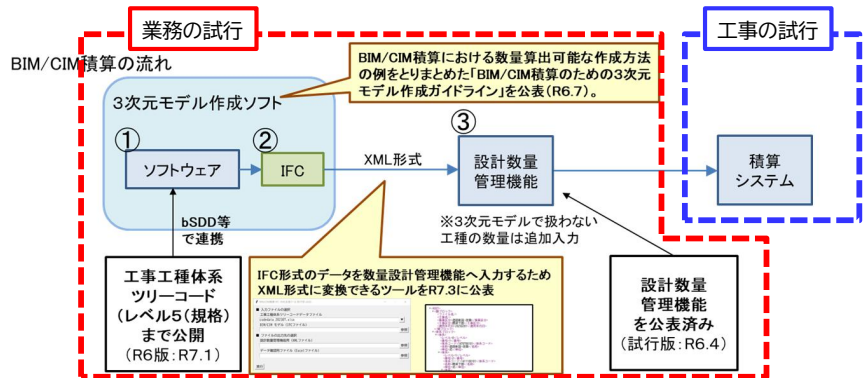 業務の試行
工事の試行
BIM/CIM積算の流れ
BIM/CIM積算における数量算出可能な作成方法
の例をとりまとめた「BIM/CIM積算のための3次元
モデル作成ガイドライン」を公表(R6.7)。
3次元モデル作成ソフト
①
ソフトウェア
②
IFC
XML形式
③
設計数量
管理機能
積算
システム
※3次元モデルで扱わない
工種の数量は追加入力
bSDD等
で連携
工事工種体系
ツリーコード
(レベル5(規格)
まで公開
(R6版:R7.1)
IFC形式のデータを数量設計管理機能へ入力するため
XML形式に変換できるツールをR7.3に公表
設計数量
管理機能
を公表済み
(試行版:R6.4)